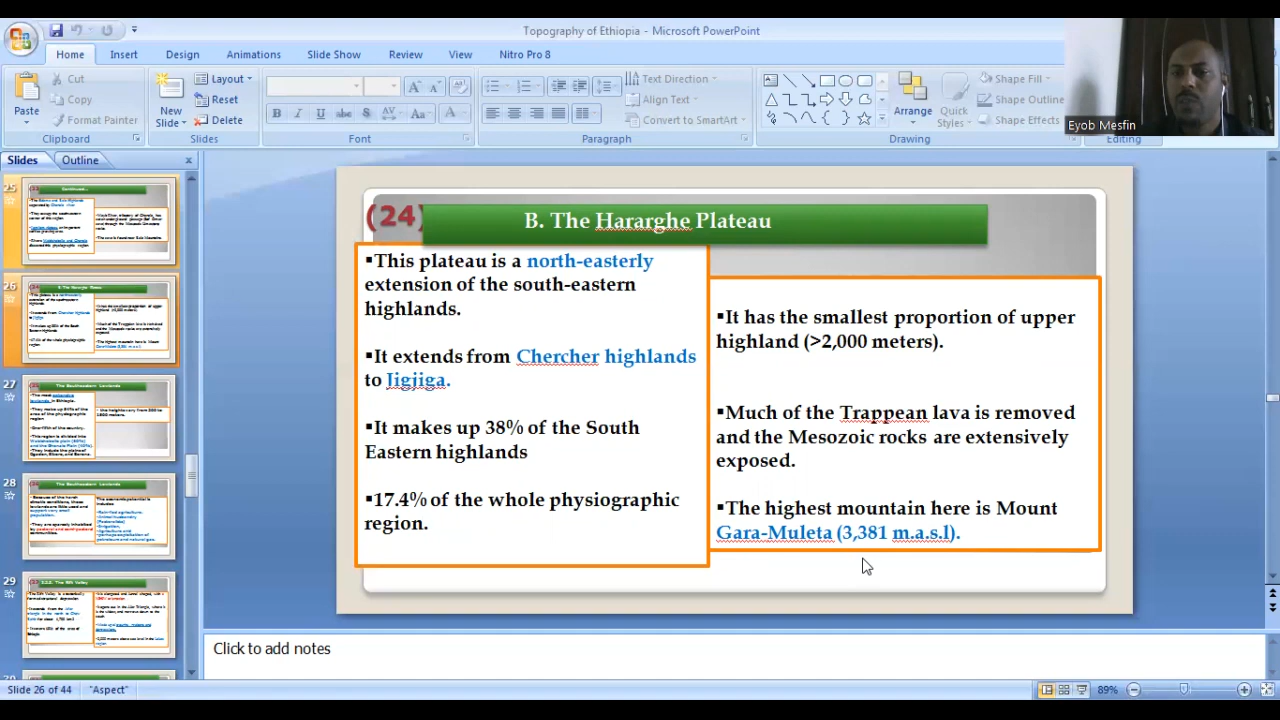 Topography of Ethiopia - Microsoft PowerPoint
Home Insert Design Animations Slide Show Review View Nitro Pro 8
Cut
Copy
Format Painter
Paste
Clipboard
New
Slide
Layout
Reset
Delete
Slides
Font
Text Direction
Align Text
Convert to SmartArt
Paragraph
Arrange
Quick
Styles
Shape Fill
Shape Outline
Shape Effects
Drawing
Editing
Eyob Mesfin
Slides Outline
25
26
27
28
29
(24) B. The Hararghe Plateau
▪This plateau is a north-easterly
extension of the south-eastern
highlands.
▪It extends from Chercher highlands
to Jigjiga.
▪It makes up 38% of the South
Eastern highlands
▪17.4% of the whole physiographic
region.
▪It has the smallest proportion of upper
highland (>2,000 meters).
▪Much of the Trappean lava is removed
and the Mesozoic rocks are extensively
exposed.
▪The highest mountain here is Mount
Gara-Muleta (3,381 m.a.s.l).
Click to add notes
Slide 26 of 44 "Aspect" 89%